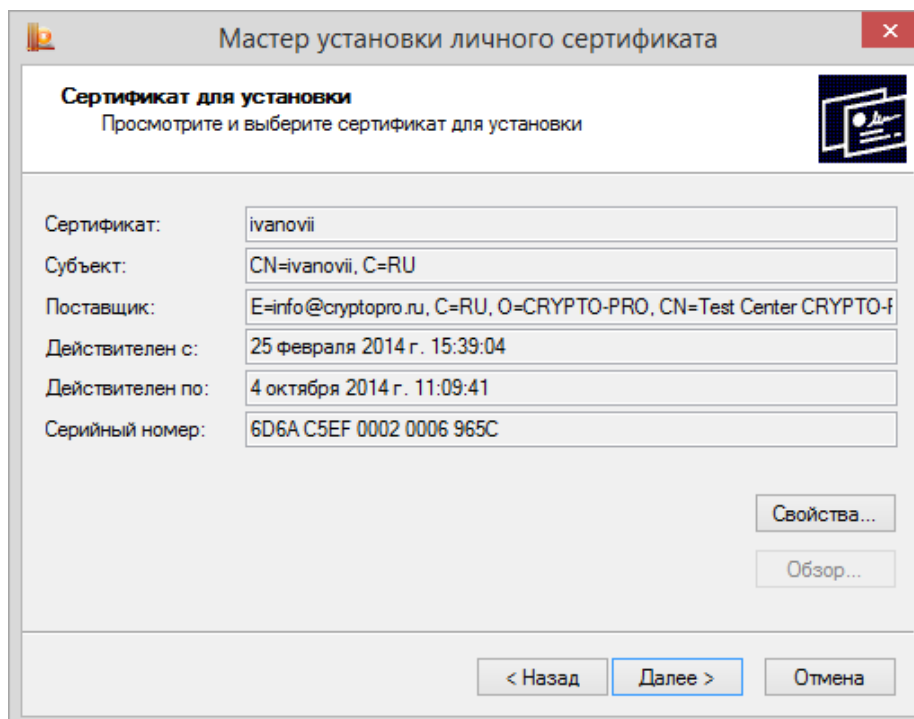 Мастер установки личного сертификата
Сертификат для установки
Просмотрите и выберите сертификат для установки
Сертификат: ivanovii
Субъект: CN=ivanovii, C=RU
Поставщик: E=info@cryptopro.ru, C=RU, O=CRYPTO-PRO, CN=Test Center CRYPTO-
Действителен с: 25 февраля 2014 г. 15:39:04
Действителен по: 4 октября 2014 г. 11:09:41
Серийный номер: 6D6A C5EF 0002 0006 965C
Свойства...
Обзор...
< Назад Далее > Отмена